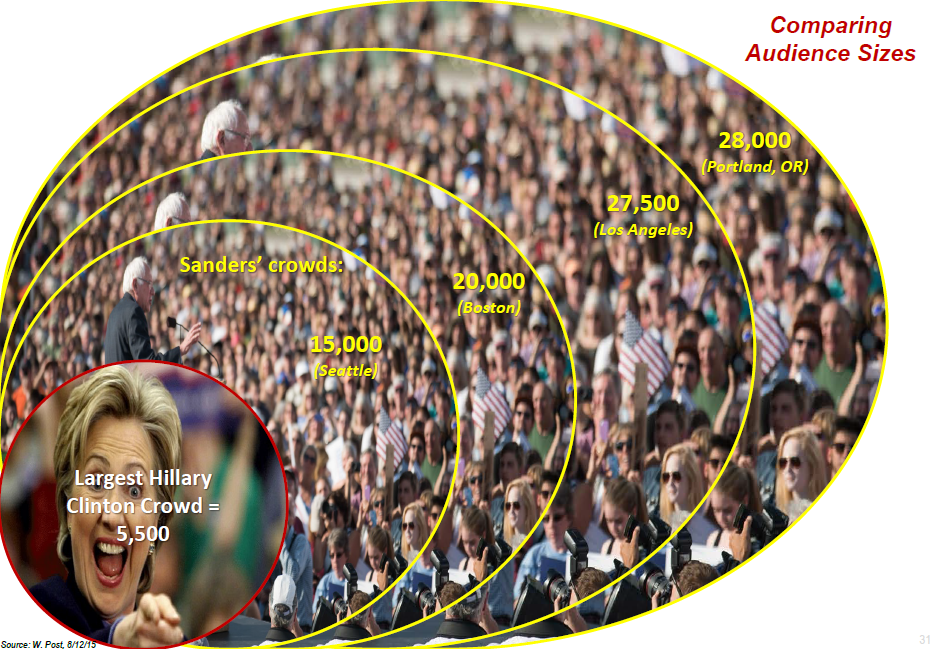 Comparing
Audience Sizes
28,000
(Portland, OR)
27,500
(Los Angeles)
Sanders’ crowds:
20,000
(Boston)
15,000
(Seattle)
Largest Hillary
Clinton Crowd =
5,500
Source: W. Post, 8/12/15
31